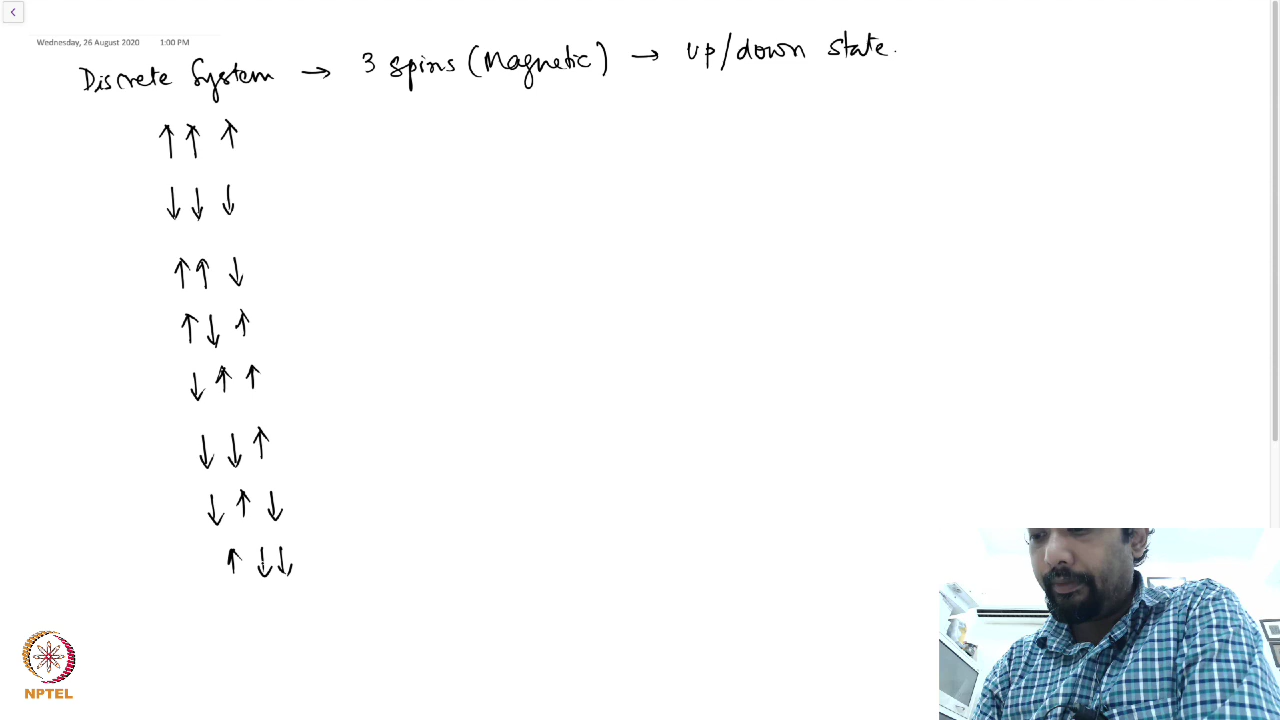 Wednesday, 26 August 2020 1:00 PM
Discrete System → 3 spins (Magnetic) → up/down state.
↑ ↑ ↑
↓ ↓ ↓
↑ ↑ ↓
↑ ↓ ↑
↓ ↑ ↑
↓ ↓ ↑
↓ ↑ ↓
↑ ↓ ↓
NPTEL